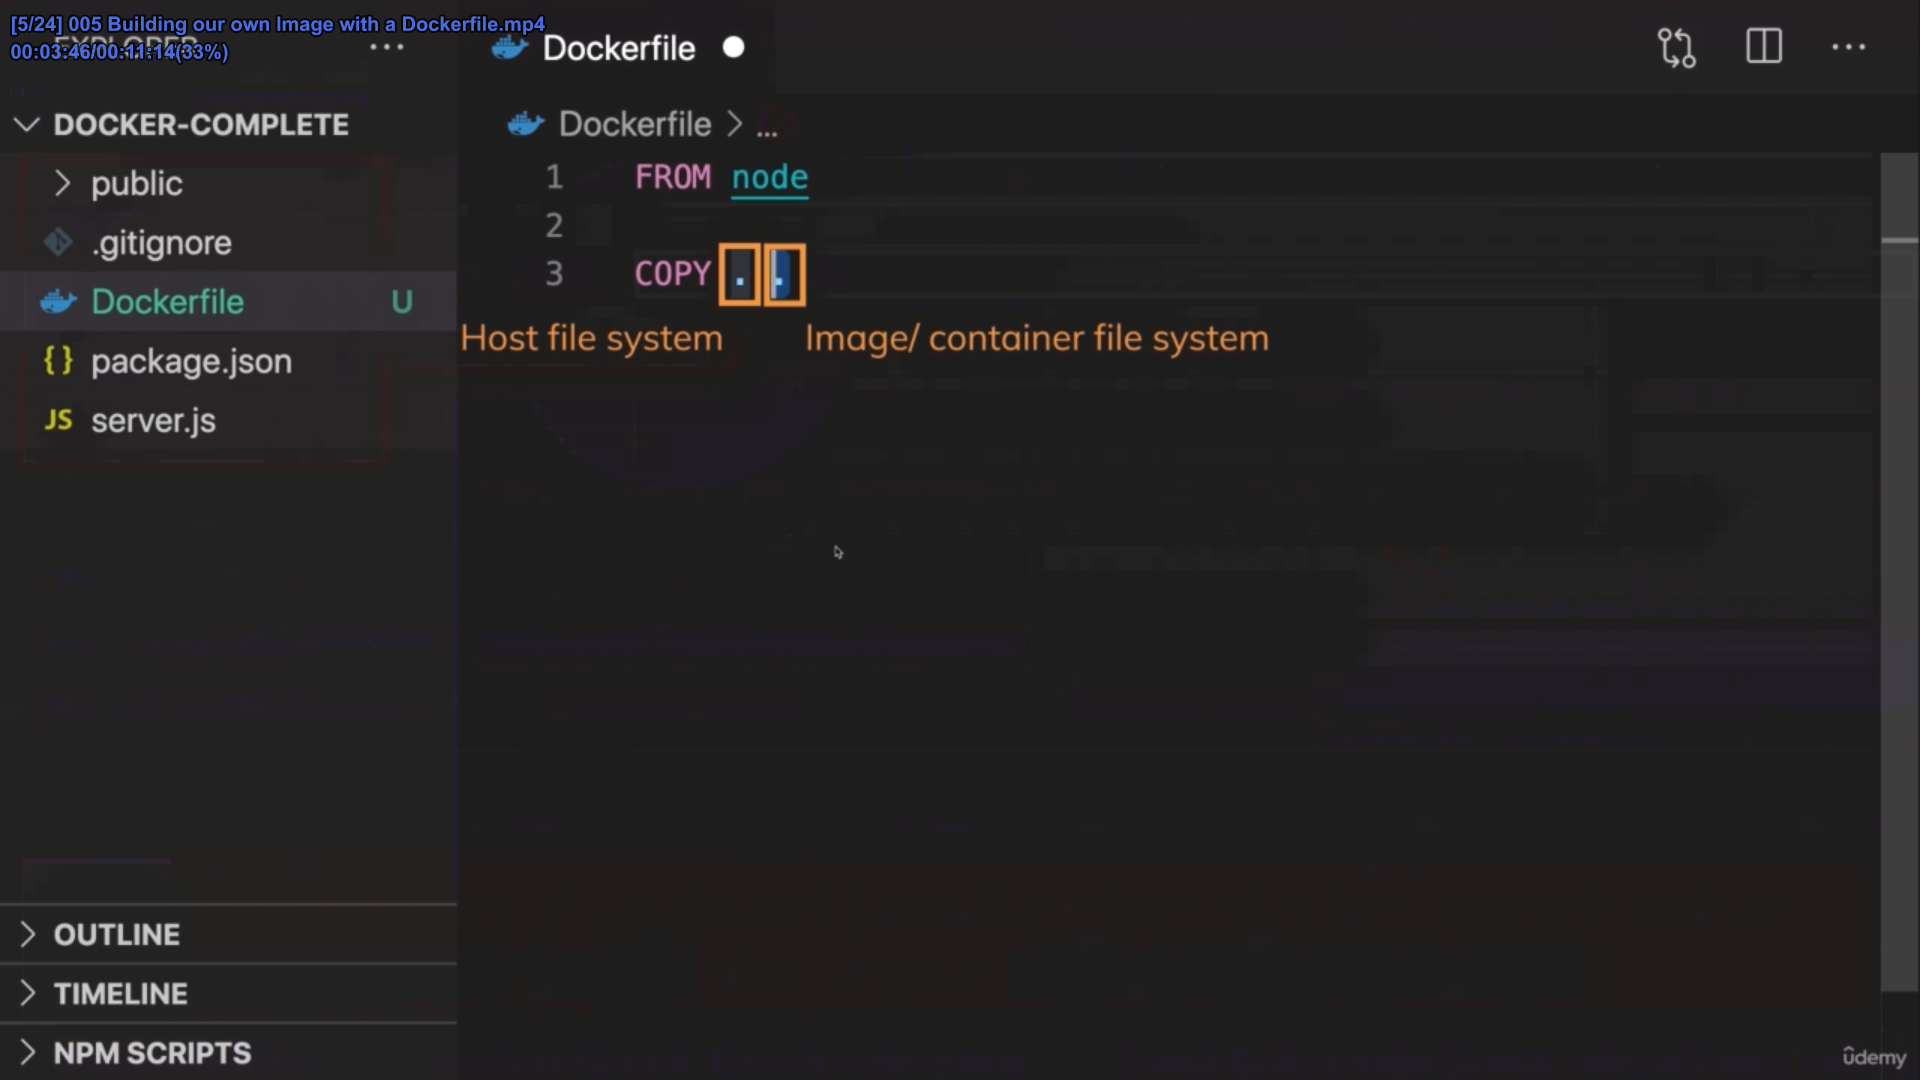 [5/24] 005 Building our own Image with a Dockerfile.mp4
00:03:46/00:11:14(33%)
EXPLORER
Dockerfile
DOCKER-COMPLETE
public
.gitignore
Dockerfile U
package.json
server.js
Dockerfile > ...
1 FROM node
2
3 COPY . .
Host file system
Image/ container file system
OUTLINE
TIMELINE
NPM SCRIPTS
ûdemy